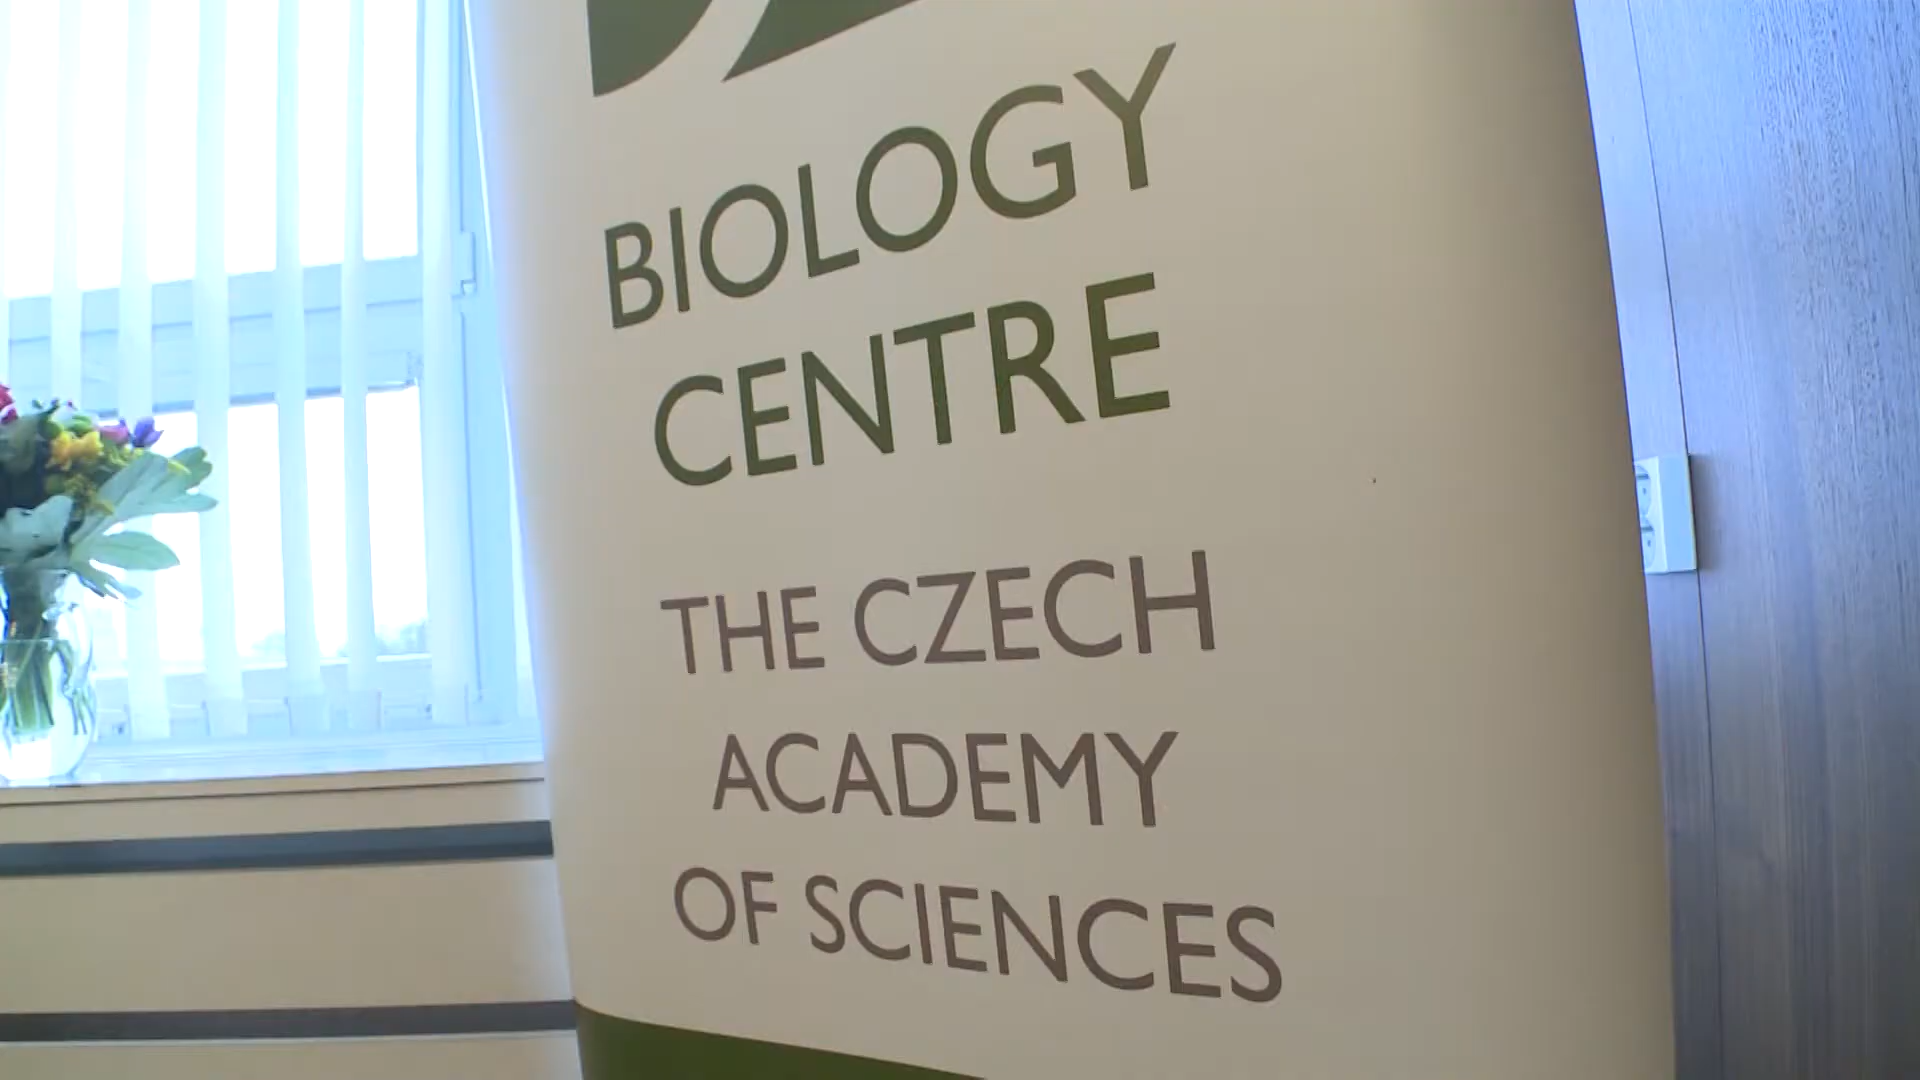 BIOLOGY
CENTRE
THE CZECH
ACADEMY
OF SCIENCES